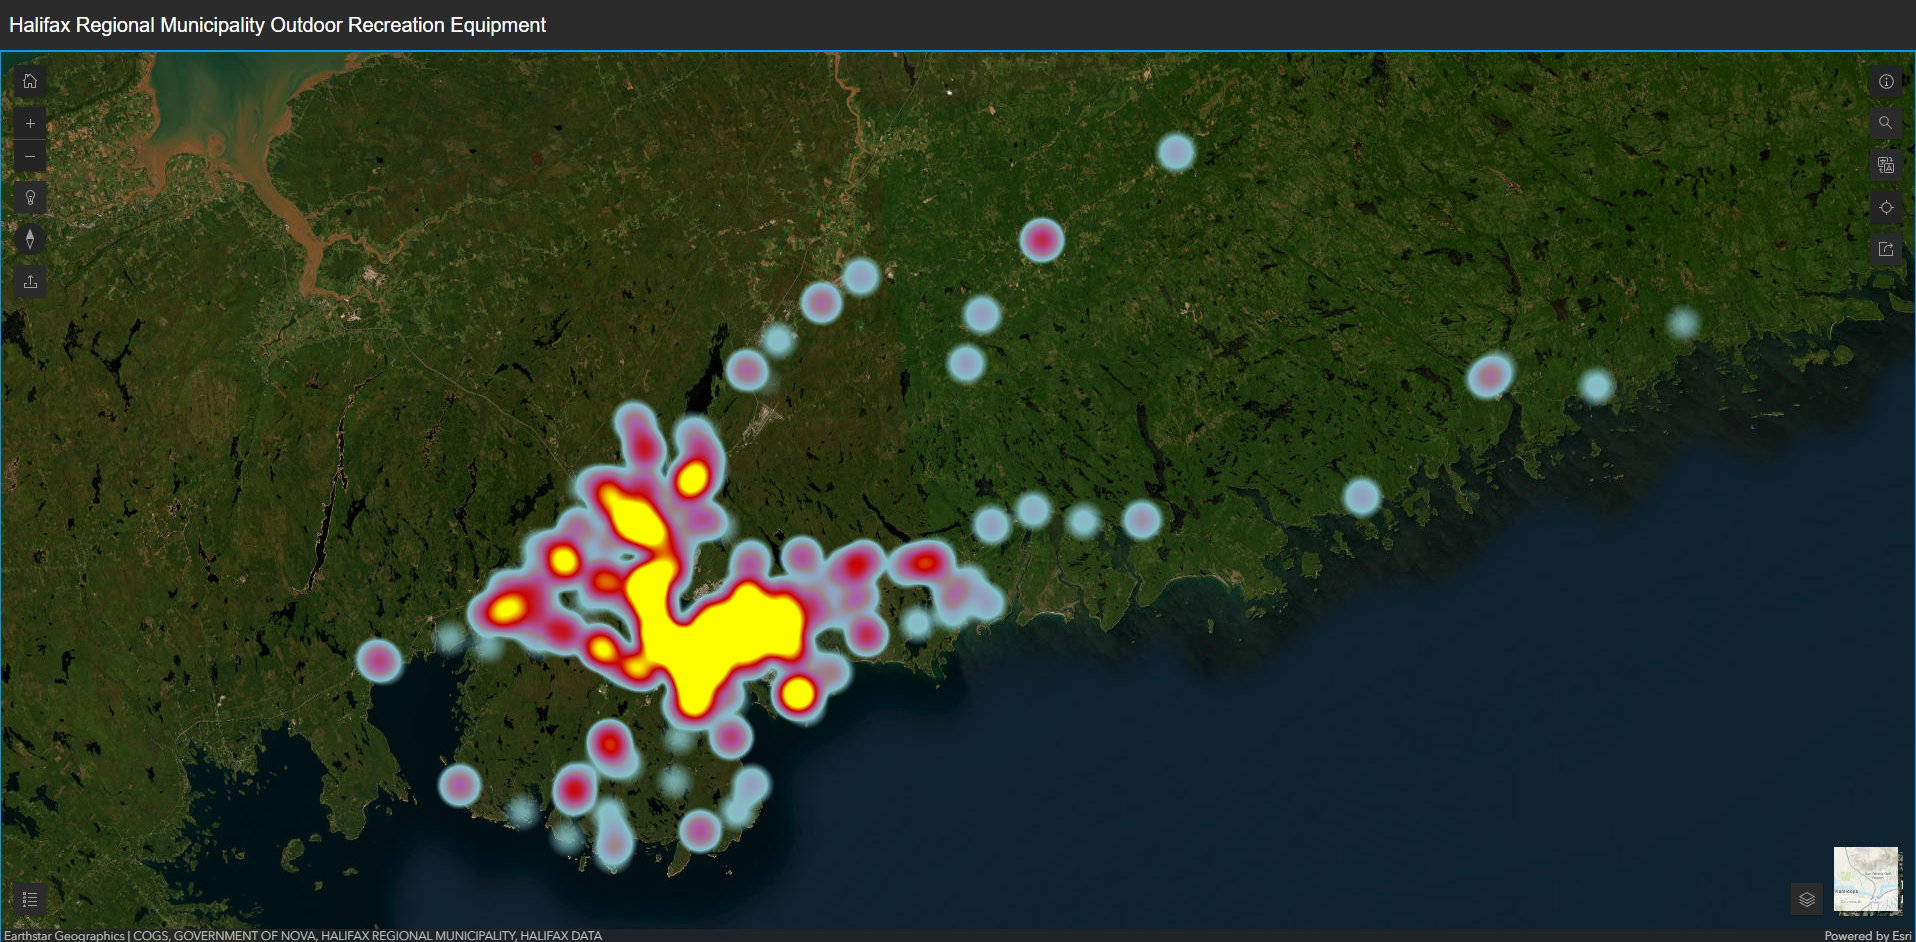 Halifax Regional Municipality Outdoor Recreation Equipment
Earthstar Geographics | COGS, GOVERNMENT OF NOVA, HALIFAX REGIONAL MUNICIPALITY, HALIFAX DATA
Powered by Esri